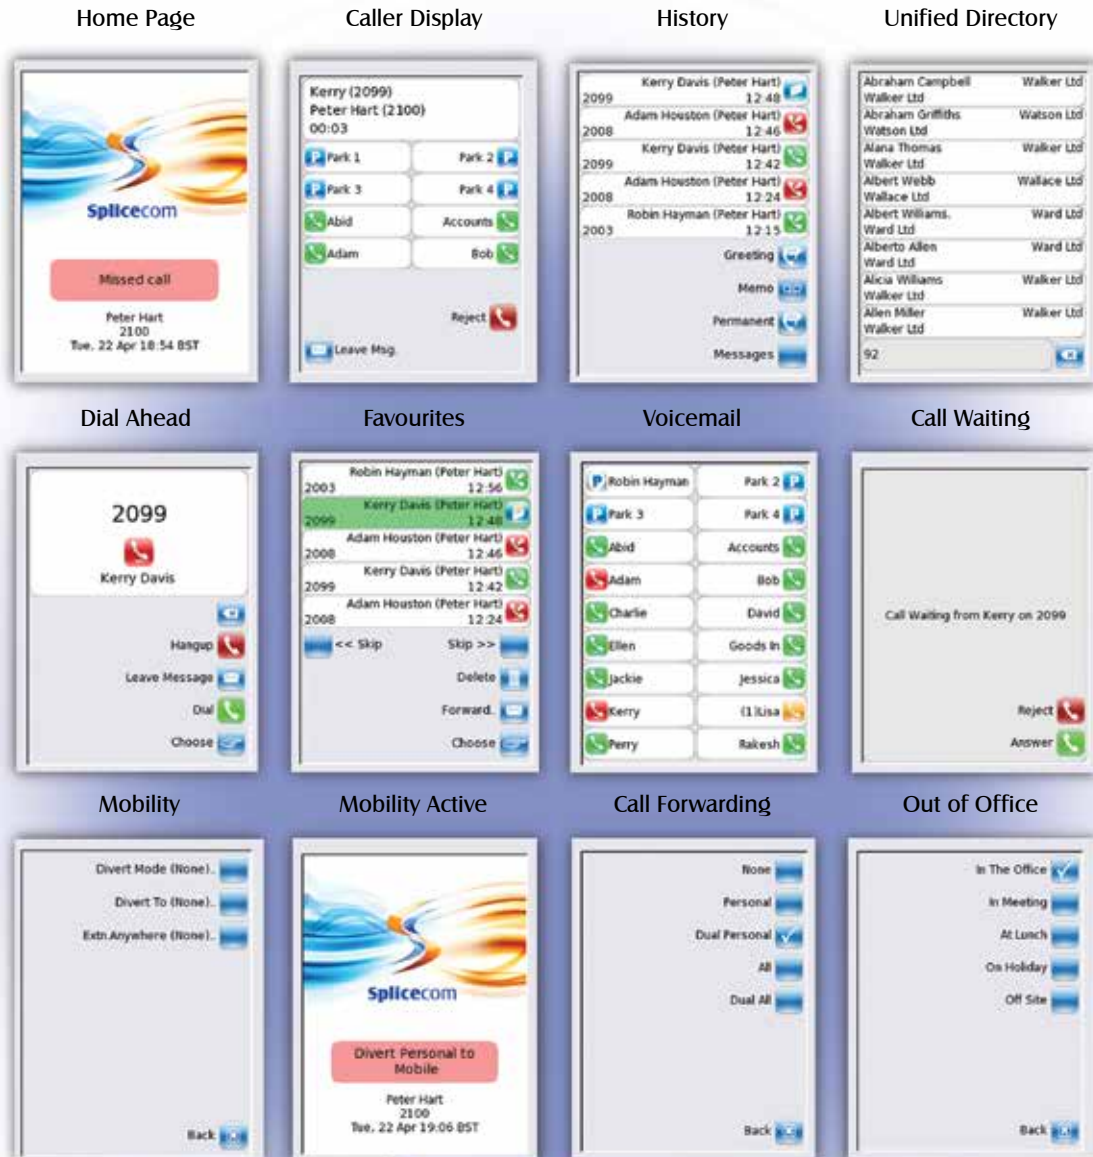 Home Page
Caller Display
History
Unified Directory
Splicecom
Missed call
Peter Hart
2100
Tue, 22 Apr 18:54 BST
Kerry (2099)
Peter Hart (2100)
00:03
Park 1 Park 2
Park 3 Park 4
Abid Accounts
Adam Bob
Reject
Leave Msg.
Kerry Davis (Peter Hart)
2099 12:48
Adam Houston (Peter Hart)
2008 12:46
Kerry Davis (Peter Hart)
2099 12:42
Adam Houston (Peter Hart)
2008 12:24
Robin Hayman (Peter Hart)
2003 12:15
Greeting
Memo
Permanent
Messages
Abraham Campbell Walker Ltd
Walker Ltd
Abraham Griffiths Watson Ltd
Watson Ltd
Alana Thomas Walker Ltd
Walker Ltd
Albert Webb Wallace Ltd
Wallace Ltd
Albert Williams. Ward Ltd
Ward Ltd
Alberto Allen Ward Ltd
Ward Ltd
Alicia Williams Walker Ltd
Walker Ltd
Allen Miller Walker Ltd
Walker Ltd
92
Dial Ahead
Favourites
Voicemail
Call Waiting
2099
Kerry Davis
Hangup
Leave Message
Dial
Choose
Robin Hayman (Peter Hart)
2003 12:56
Kerry Davis (Peter Hart)
2099 12:48
Adam Houston (Peter Hart)
2008 12:46
Kerry Davis (Peter Hart)
2099 12:42
Adam Houston (Peter Hart)
2008 12:24
<< Skip Skip >>
Delete
Forward..
Choose
Robin Hayman Park 2
Park 3 Park 4
Abid Accounts
Adam Bob
Charlie David
Ellen Goods In
Jackie Jessica
Kerry (1)Lisa
Perry Rakesh
Call Waiting from Kerry on 2099
Reject
Answer
Mobility
Mobility Active
Call Forwarding
Out of Office
Divert Mode (None)..
Divert To (None)..
Extn.Anywhere (None)..
Back
Splicecom
Divert Personal to
Mobile
Peter Hart
2100
Tue, 22 Apr 19:06 BST
None
Personal
Dual Personal
All
Dual All
Back
In The Office
In Meeting
At Lunch
On Holiday
Off Site
Back